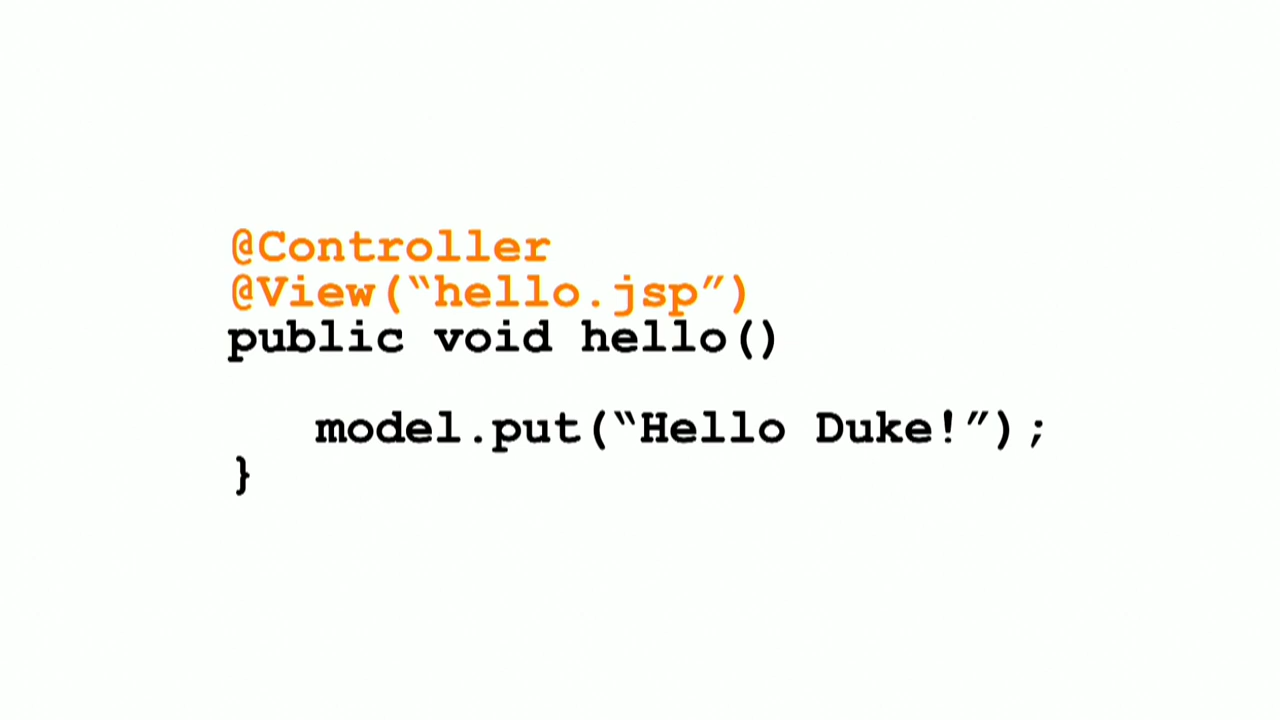 @Controller
@View(“hello.jsp”)
public void hello()
model.put(“Hello Duke!”);
}